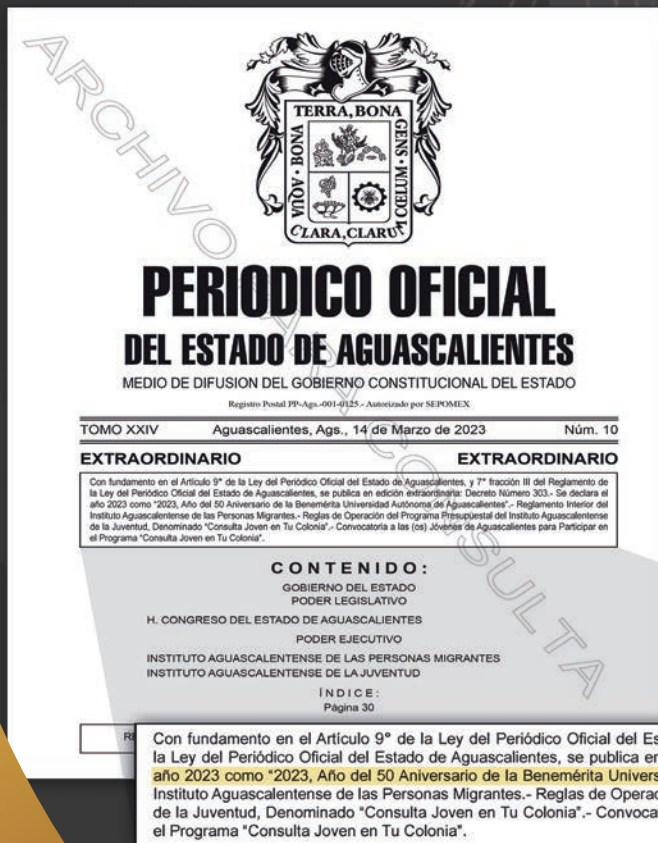 TERRA, BONA
GENS
BONA
AQUA
CŒLUM
CLARA, CLARUM
ARCHIVO PARA CONSULTA
PERIODICO OFICIAL
DEL ESTADO DE AGUASCALIENTES
MEDIO DE DIFUSION DEL GOBIERNO CONSTITUCIONAL DEL ESTADO
Registro Postal PP-Ags.-001-0125.- Autorizado por SEPOMEX
TOMO XXIV Aguascalientes, Ags., 14 de Marzo de 2023 Núm. 10
EXTRAORDINARIO EXTRAORDINARIO
Con fundamento en el Artículo 9° de la Ley del Periódico Oficial del Estado de Aguascalientes, y 7° fracción III del Reglamento de
la Ley del Periódico Oficial del Estado de Aguascalientes, se publica en edición extraordinaria: Decreto Número 303.- Se declara el
año 2023 como "2023, Año del 50 Aniversario de la Benemérita Universidad Autónoma de Aguascalientes".- Reglamento Interior del
Instituto Aguascalentense de las Personas Migrantes.- Reglas de Operación del Programa Presupuestal del Instituto Aguascalentense
de la Juventud, Denominado "Consulta Joven en Tu Colonia".- Convocatoria a las (os) Jóvenes de Aguascalientes para Participar en
el Programa "Consulta Joven en Tu Colonia".
CONTENIDO:
GOBIERNO DEL ESTADO
PODER LEGISLATIVO
H. CONGRESO DEL ESTADO DE AGUASCALIENTES
PODER EJECUTIVO
INSTITUTO AGUASCALENTENSE DE LAS PERSONAS MIGRANTES
INSTITUTO AGUASCALENTENSE DE LA JUVENTUD
ÍNDICE:
Página 30
Con fundamento en el Artículo 9° de la Ley del Periódico Oficial del Es
la Ley del Periódico Oficial del Estado de Aguascalientes, se publica en
año 2023 como "2023, Año del 50 Aniversario de la Benemérita Univers
Instituto Aguascalentense de las Personas Migrantes.- Reglas de Operac
de la Juventud, Denominado "Consulta Joven en Tu Colonia".- Convoca
el Programa "Consulta Joven en Tu Colonia".